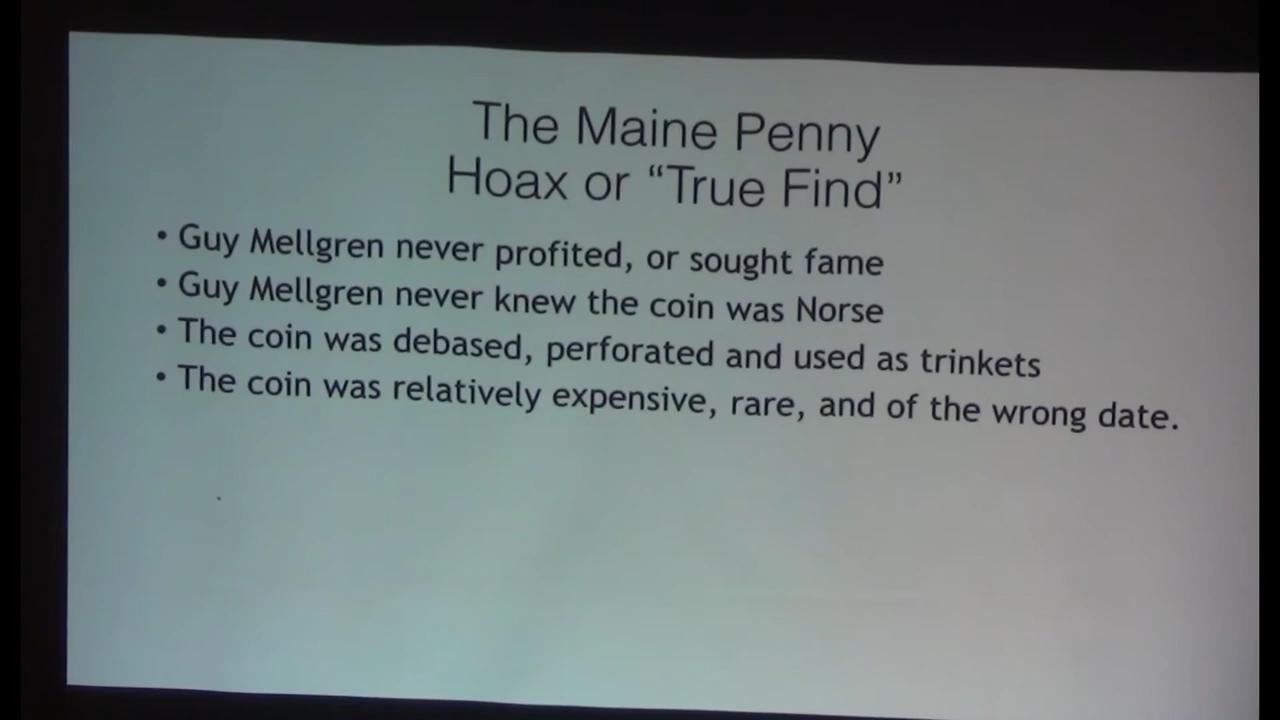 The Maine Penny
Hoax or “True Find”
• Guy Mellgren never profited, or sought fame
• Guy Mellgren never knew the coin was Norse
• The coin was debased, perforated and used as trinkets
• The coin was relatively expensive, rare, and of the wrong date.